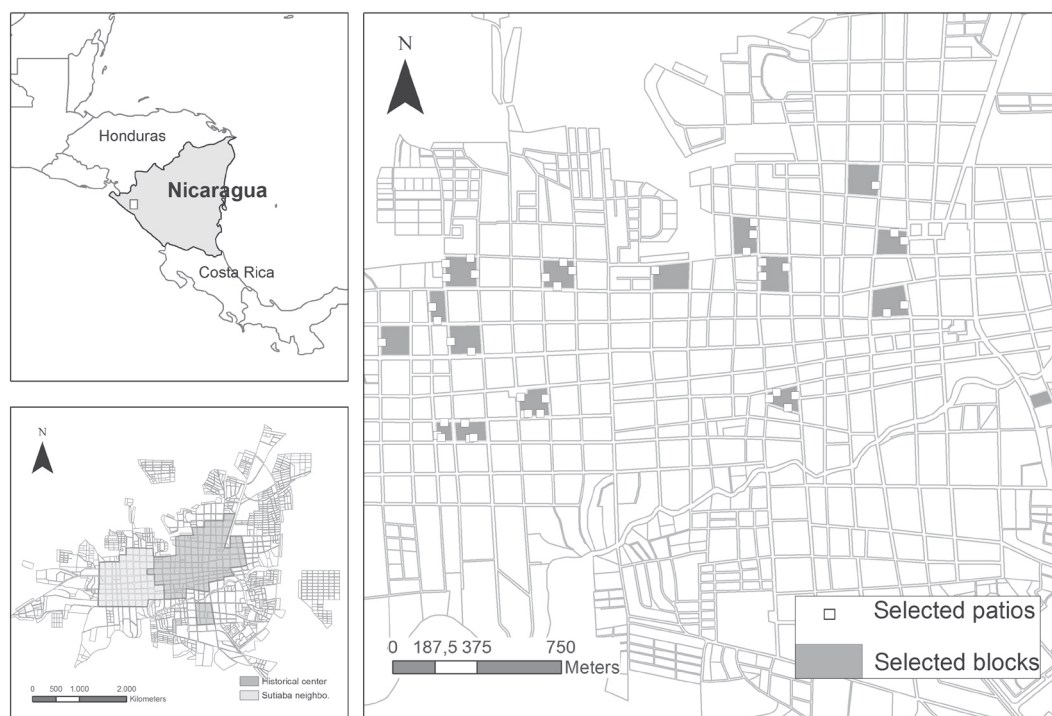 Honduras
Nicaragua
Costa Rica
N
0 500 1.000 2.000
Kilometers
Historical center
Sutiaba neighbo.
N
0 187,5 375 750
Meters
Selected patios
Selected blocks